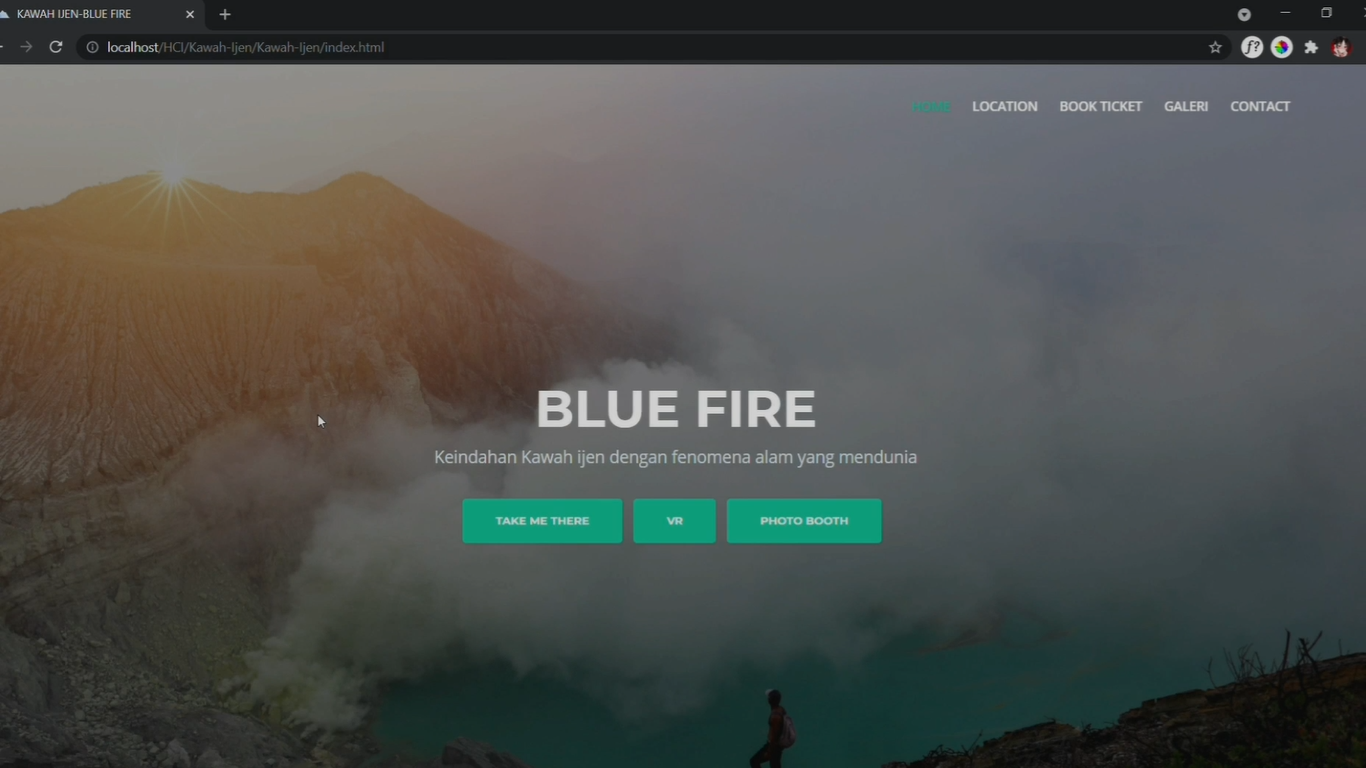 KAWAH IJEN-BLUE FIRE
localhost/HCI/Kawah-Ijen/Kawah-Ijen/index.html
f?
HOME LOCATION BOOK TICKET GALERI CONTACT
BLUE FIRE
Keindahan Kawah ijen dengan fenomena alam yang mendunia
TAKE ME THERE VR PHOTO BOOTH